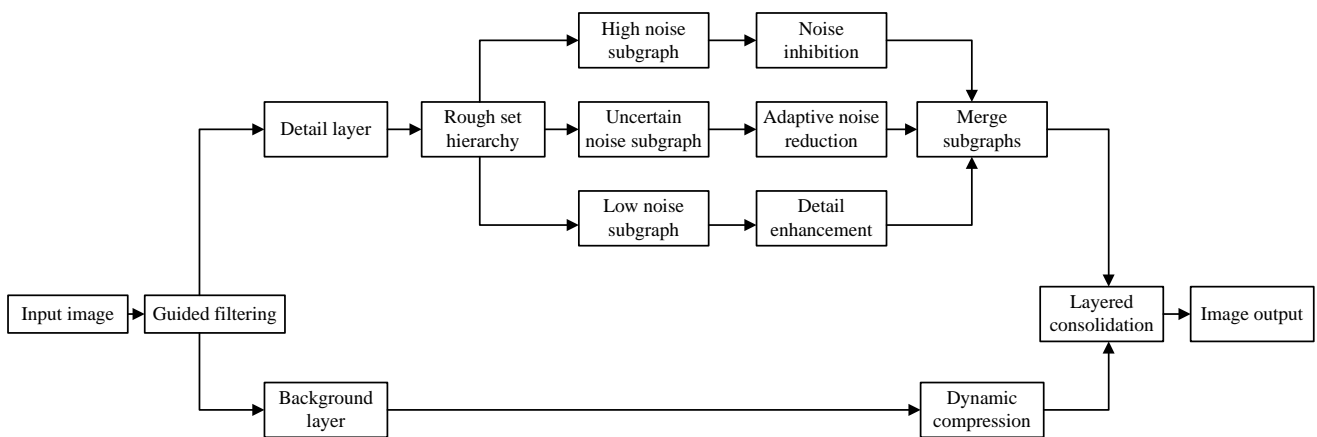 High noise
subgraph
Noise
inhibition
Detail layer
Rough set
hierarchy
Uncertain
noise subgraph
Adaptive noise
reduction
Merge
subgraphs
Low noise
subgraph
Detail
enhancement
Input image
Guided filtering
Layered
consolidation
Image output
Background
layer
Dynamic
compression